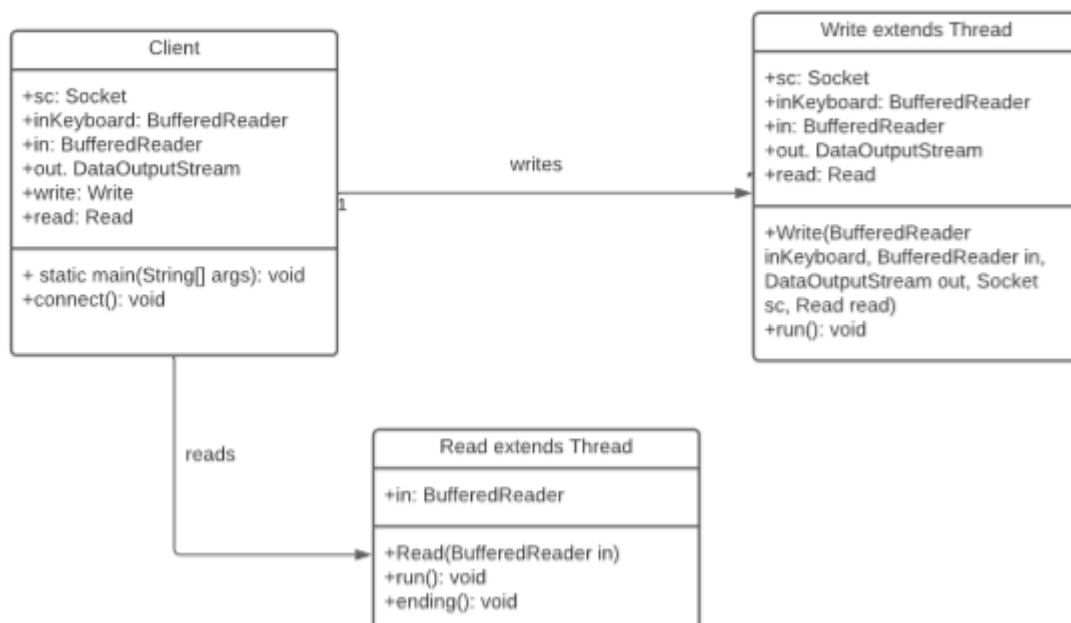 Client
+sc: Socket
+inKeyboard: BufferedReader
+in: BufferedReader
+out. DataOutputStream
+write: Write
+read: Read
+ static main(String[] args): void
+connect(): void
writes
1
*
Write extends Thread
+sc: Socket
+inKeyboard: BufferedReader
+in: BufferedReader
+out. DataOutputStream
+read: Read
+Write(BufferedReader
inKeyboard, BufferedReader in,
DataOutputStream out, Socket
sc, Read read)
+run(): void
reads
Read extends Thread
+in: BufferedReader
+Read(BufferedReader in)
+run(): void
+ending(): void